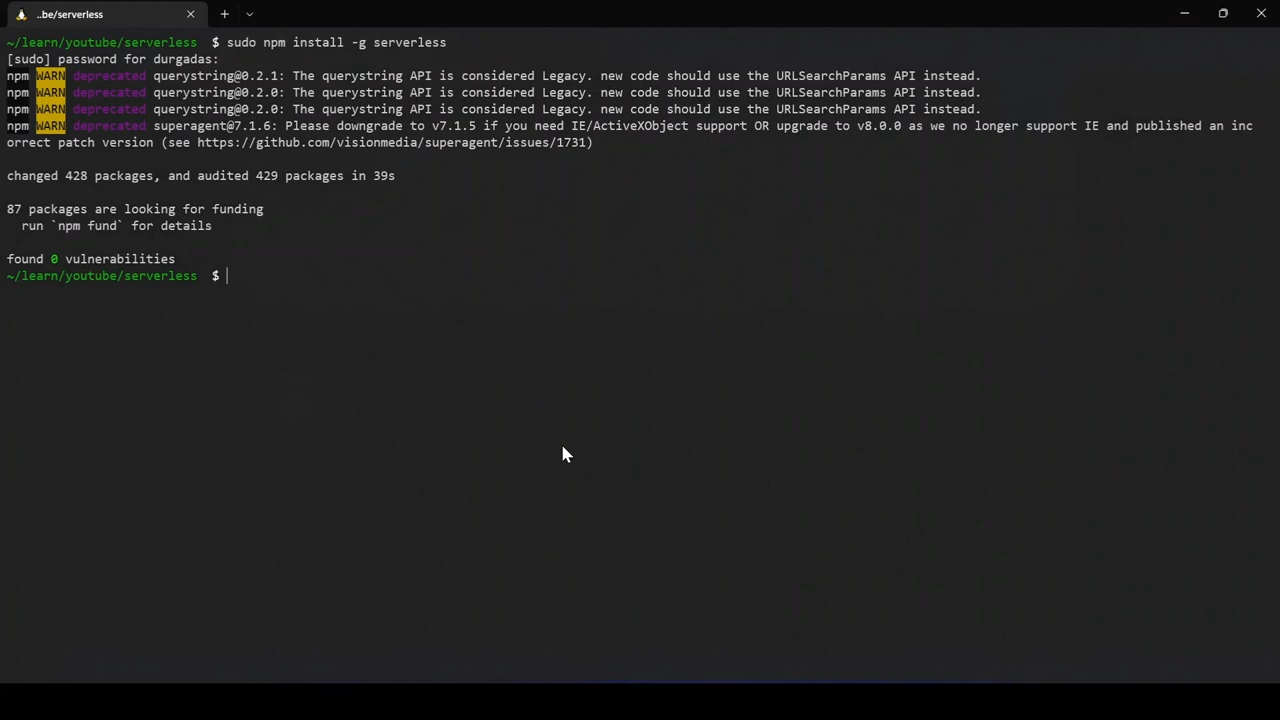 ..be/serverless
~/learn/youtube/serverless $ sudo npm install -g serverless
[sudo] password for durgadas:
npm WARN deprecated querystring@0.2.1: The querystring API is considered Legacy. new code should use the URLSearchParams API instead.
npm WARN deprecated querystring@0.2.0: The querystring API is considered Legacy. new code should use the URLSearchParams API instead.
npm WARN deprecated querystring@0.2.0: The querystring API is considered Legacy. new code should use the URLSearchParams API instead.
npm WARN deprecated superagent@7.1.6: Please downgrade to v7.1.5 if you need IE/ActiveXObject support OR upgrade to v8.0.0 as we no longer support IE and published an inc
orrect patch version (see https://github.com/visionmedia/superagent/issues/1731)
changed 428 packages, and audited 429 packages in 39s
87 packages are looking for funding
run `npm fund` for details
found 0 vulnerabilities
~/learn/youtube/serverless $